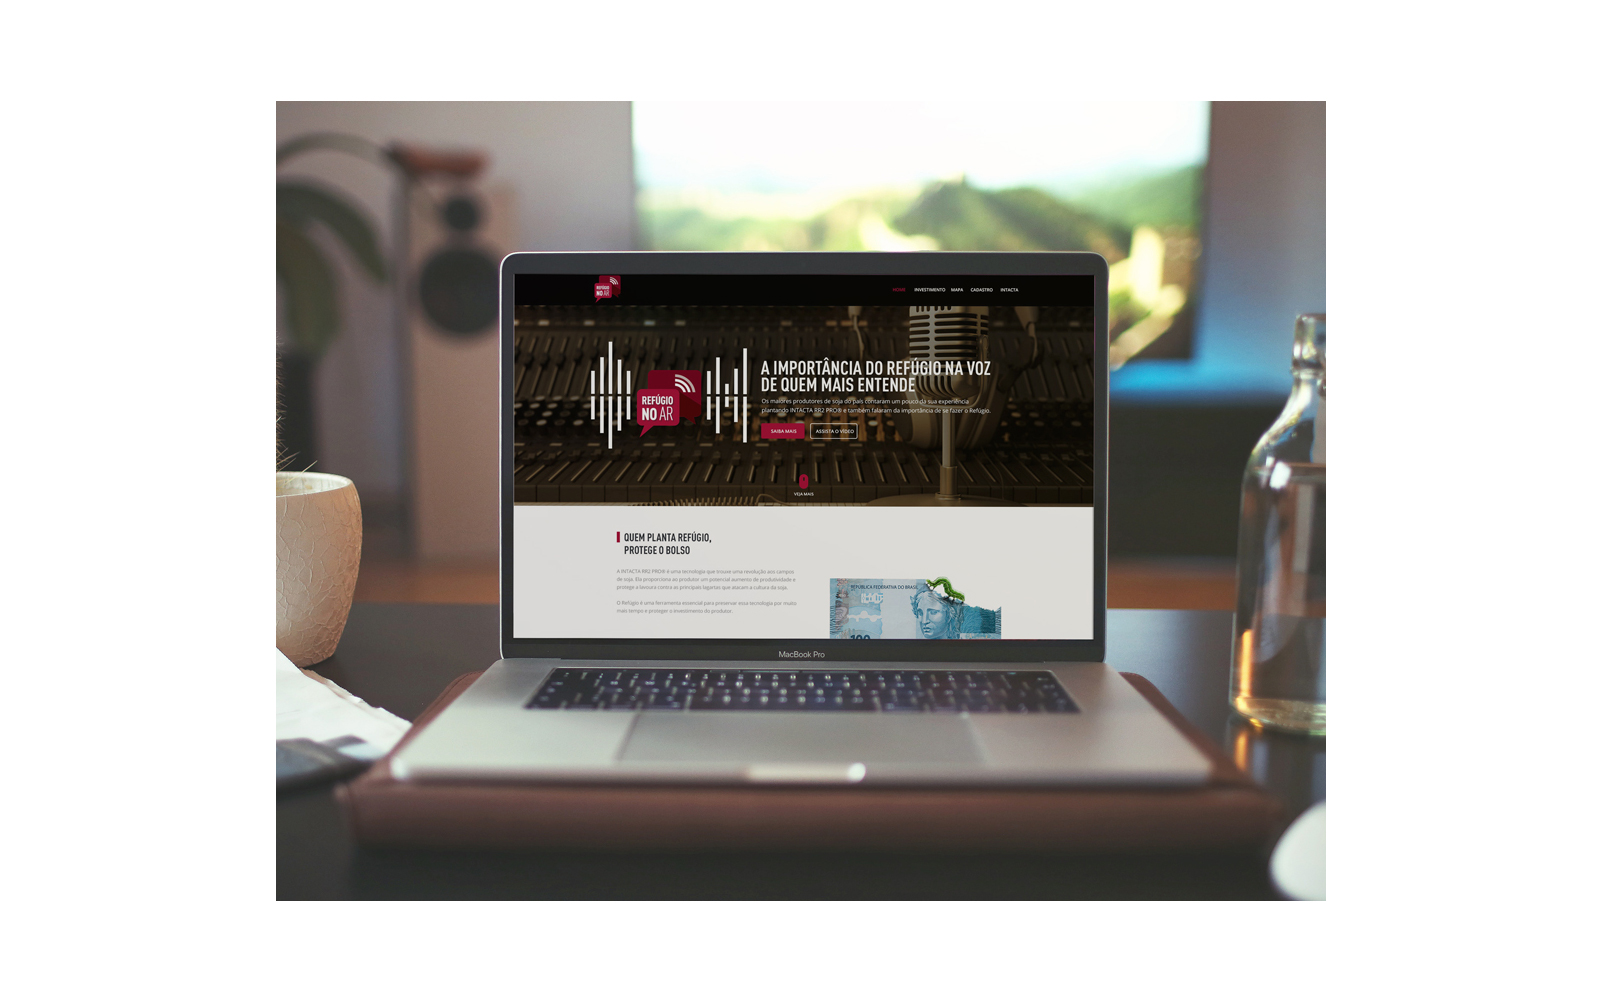 REFÚGIO
NO AR
HOME INVESTIMENTO MAPA CADASTRO INTACTA
REFÚGIO
NO AR
A IMPORTÂNCIA DO REFÚGIO NA VOZ
DE QUEM MAIS ENTENDE
Os maiores produtores de soja do país contaram um pouco da sua experiência
plantando INTACTA RR2 PRO® e também falaram da importância de se fazer o Refúgio.
SAIBA MAIS ASSISTA O VÍDEO
VEJA MAIS
QUEM PLANTA REFÚGIO,
PROTEGE O BOLSO
A INTACTA RR2 PRO® é uma tecnologia que trouxe uma revolução aos campos
de soja. Ela proporciona ao produtor um potencial aumento de produtividade e
protege a lavoura contra as principais lagartas que atacam a cultura da soja.
O Refúgio é uma ferramenta essencial para preservar essa tecnologia por muito
mais tempo e proteger o investimento do produtor.
REPÚBLICA FEDERATIVA DO BRASIL
100
MacBook Pro